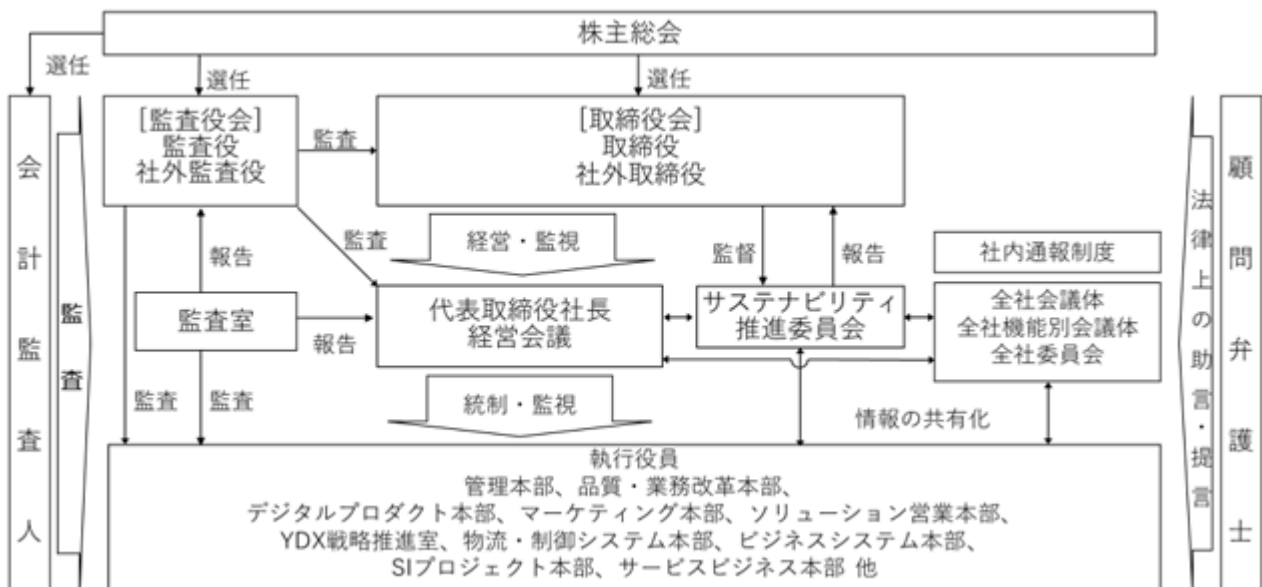 株主総会
選任
選任
選任
会計監査人
監査
[監査役会]
監査役
社外監査役
監査
[取締役会]
取締役
社外取締役
監査
経営・監視
監督
報告
報告
監査室
報告
代表取締役社長
経営会議
サステナビリティ
推進委員会
社内通報制度
全社会議体
全社機能別会議体
全社委員会
監査
監査
統制・監視
情報の共有化
執行役員
管理本部、品質・業務改革本部、
デジタルプロダクト本部、マーケティング本部、ソリューション営業本部、
YDX戦略推進室、物流・制御システム本部、ビジネスシステム本部、
SIプロジェクト本部、サービスビジネス本部 他
法律上の助言・提言
顧問弁護士